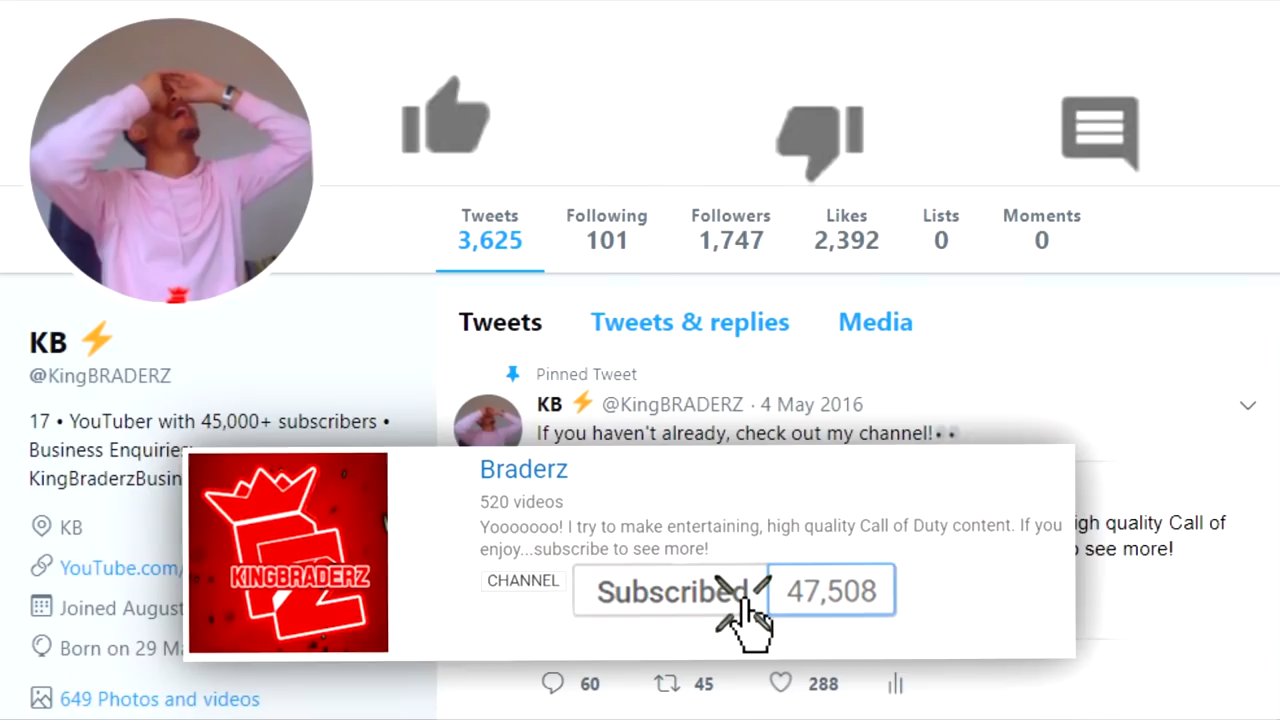 Tweets Following Followers Likes Lists Moments
3,625 101 1,747 2,392 0 0
KB ⚡
@KingBRADERZ
17 • YouTuber with 45,000+ subscribers •
Business Enquiries
KingBraderzBusin
KB
YouTube.com/
Joined August
Born on 29 Ma
649 Photos and videos
Tweets Tweets & replies Media
Pinned Tweet
KB ⚡ @KingBRADERZ · 4 May 2016
If you haven't already, check out my channel! 👀
igh quality Call of
see more!
KINGBRADERZ
Braderz
520 videos
Yooooooo! I try to make entertaining, high quality Call of Duty content. If you
enjoy...subscribe to see more!
CHANNEL
Subscribed 47,508
60 45 288